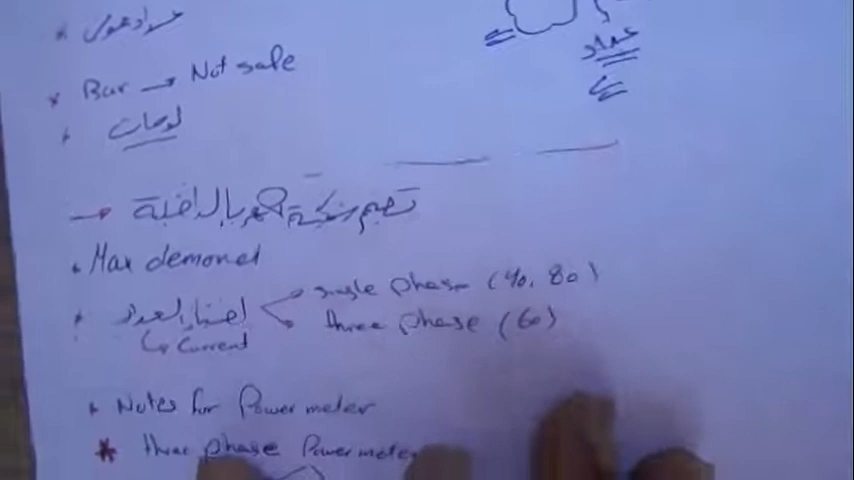 عداد
* Bar → Not safe
* لوحات
→ تصميم شبكة الكهرباء الداخلية
* Max demand
* اختيار العداد
single phase (40, 80)
three phase (60)
↳ Current
* Notes for Power meter
* three phase Power meter